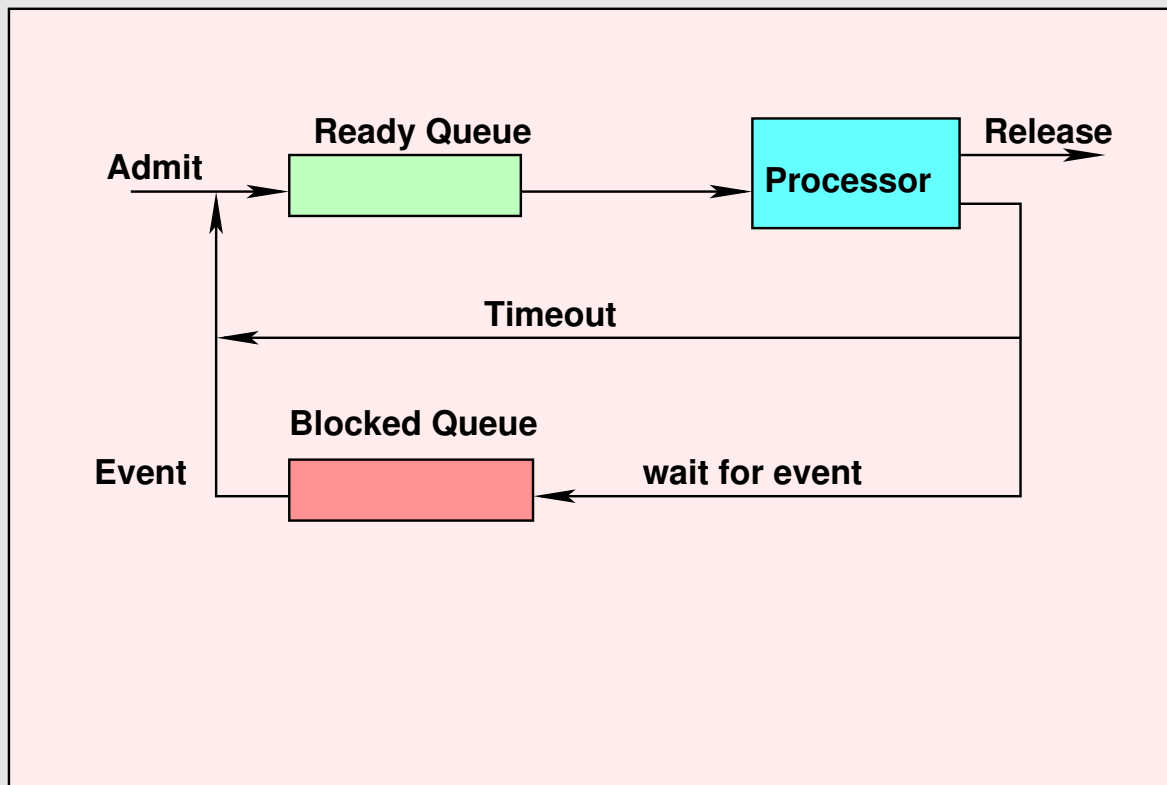 Ready Queue
Release
Admit
Processor
Timeout
Blocked Queue
Event
wait for event